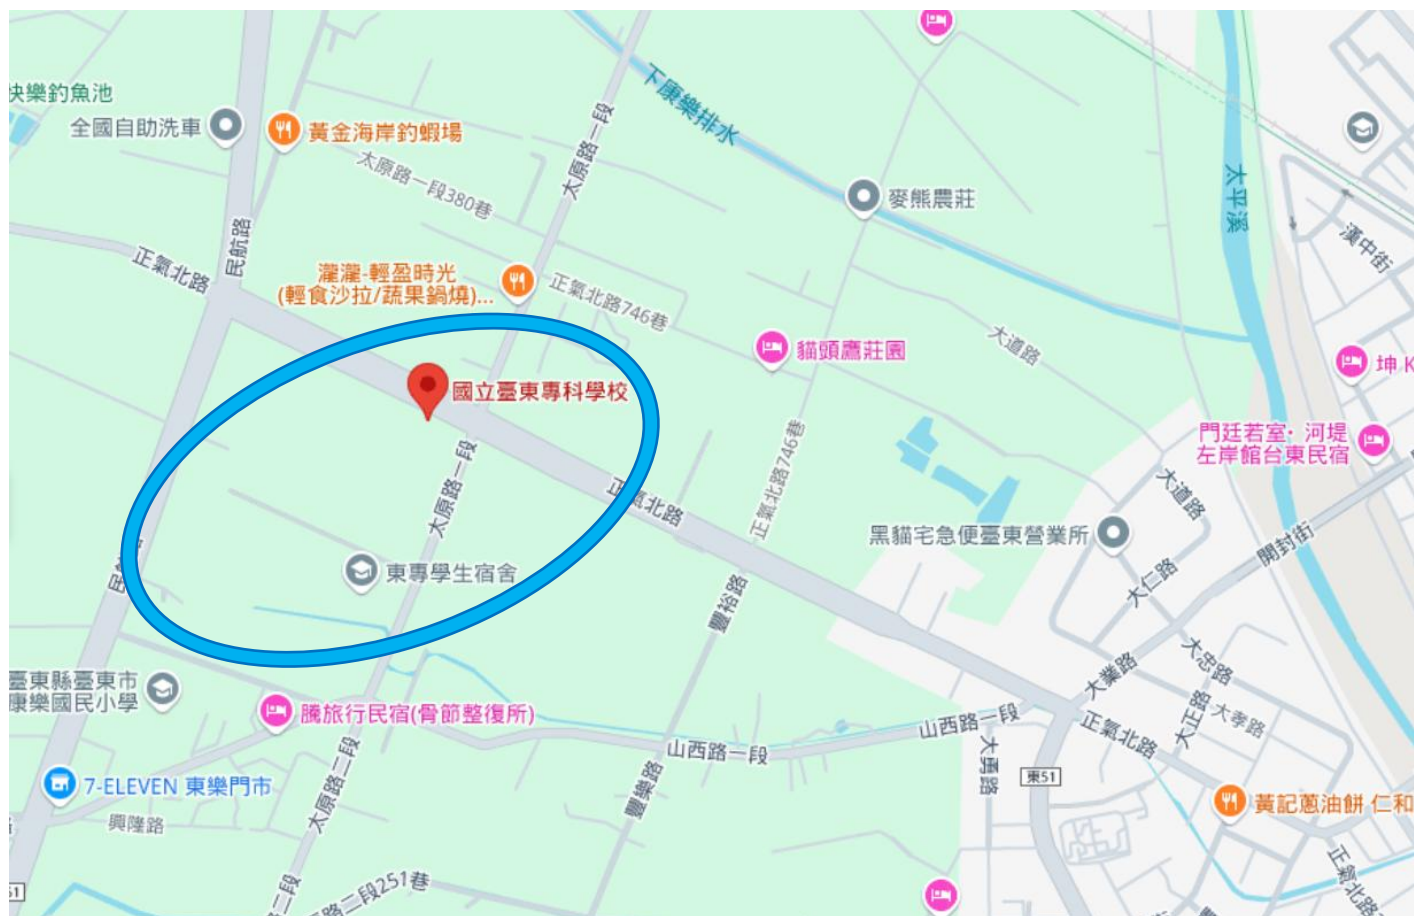 快樂釣魚池
全國自助洗車
黃金海岸釣蝦場
太原路一段380巷
太原路一段
下康樂排水
麥熊農莊
太平溪
漢中街
正氣北路
民航路
瀧瀧-輕盈時光
(輕食沙拉/蔬果鍋燒)...
正氣北路746巷
大道路
貓頭鷹莊園
坤 K
國立臺東專科學校
門廷若室·河堤
左岸館台東民宿
太原路一段
正氣北路
正氣北路746巷
大道路
黑貓宅急便臺東營業所
開封街
東專學生宿舍
豐裕路
大仁路
大忠路
大業路
臺東縣臺東市
康樂國民小學
騰旅行民宿(骨節整復所)
山西路一段
山西路一段
大勇路
正氣北路
大正路
大孝路
東51
7-ELEVEN 東樂門市
太原路二段
豐樂路
黃記蔥油餅 仁和
興隆路
正氣北路
二段251巷